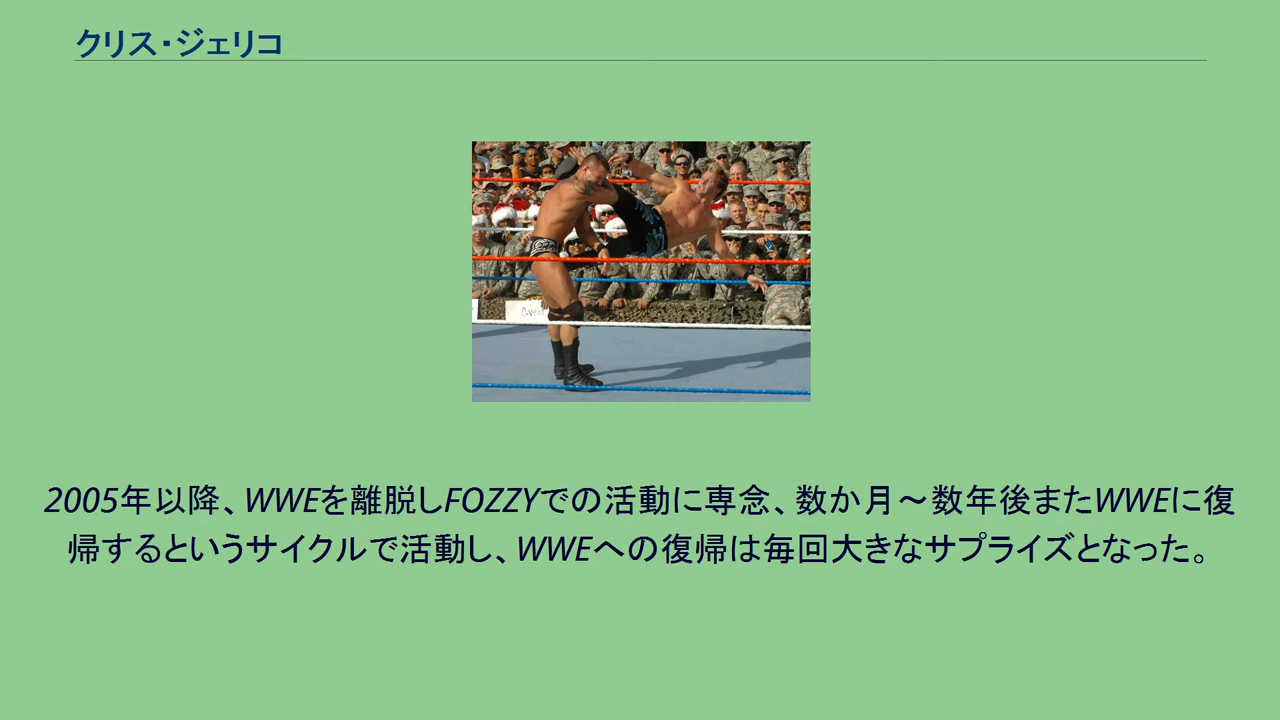 クリス・ジェリコ
2005年以降、WWEを離脱しFOZZYでの活動に専念、数か月～数年後またWWEに復
帰するというサイクルで活動し、WWEへの復帰は毎回大きなサプライズとなった。